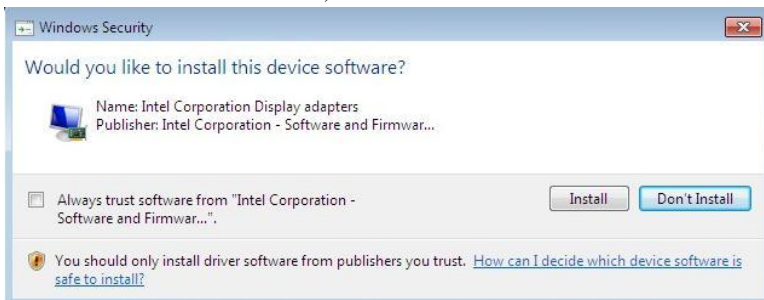 Windows Security
Would you like to install this device software?
Name: Intel Corporation Display adapters
Publisher: Intel Corporation - Software and Firmwar...
Always trust software from "Intel Corporation -
Software and Firmwar...".
Install
Don't Install
You should only install driver software from publishers you trust. How can I decide which device software is
safe to install?